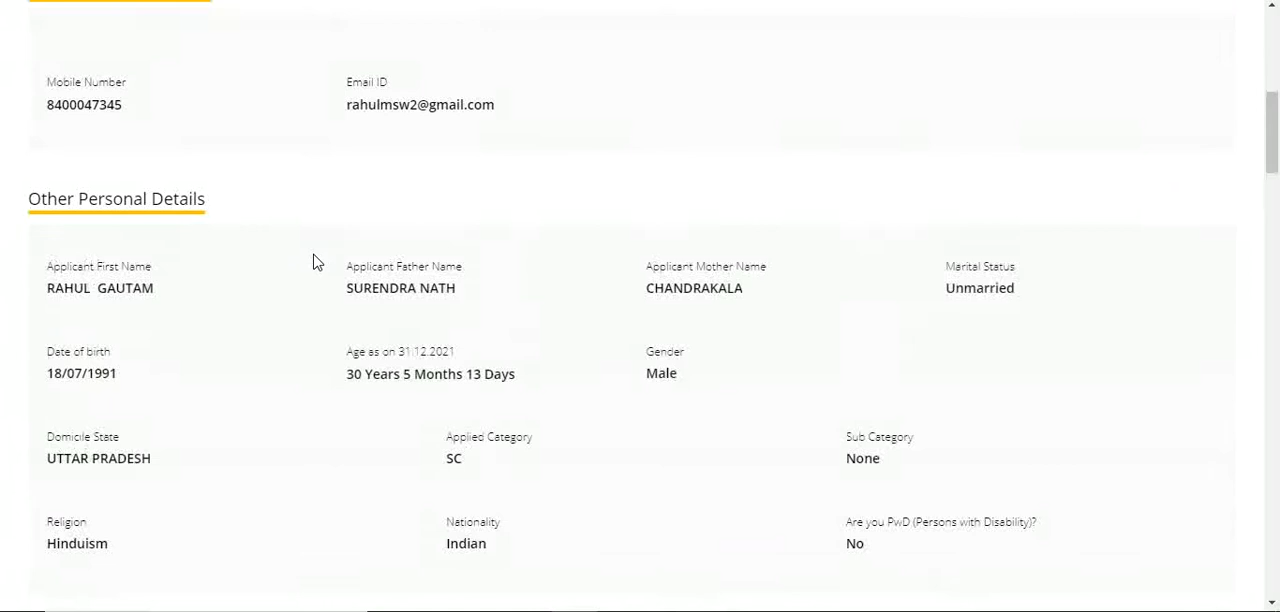 Mobile Number Email ID
8400047345 rahulmsw2@gmail.com
Other Personal Details
Applicant First Name Applicant Father Name Applicant Mother Name Marital Status
RAHUL GAUTAM SURENDRA NATH CHANDRAKALA Unmarried
Date of birth Age as on 31.12.2021 Gender
18/07/1991 30 Years 5 Months 13 Days Male
Domicile State Applied Category Sub Category
UTTAR PRADESH SC None
Religion Nationality Are you PwD (Persons with Disability)?
Hinduism Indian No